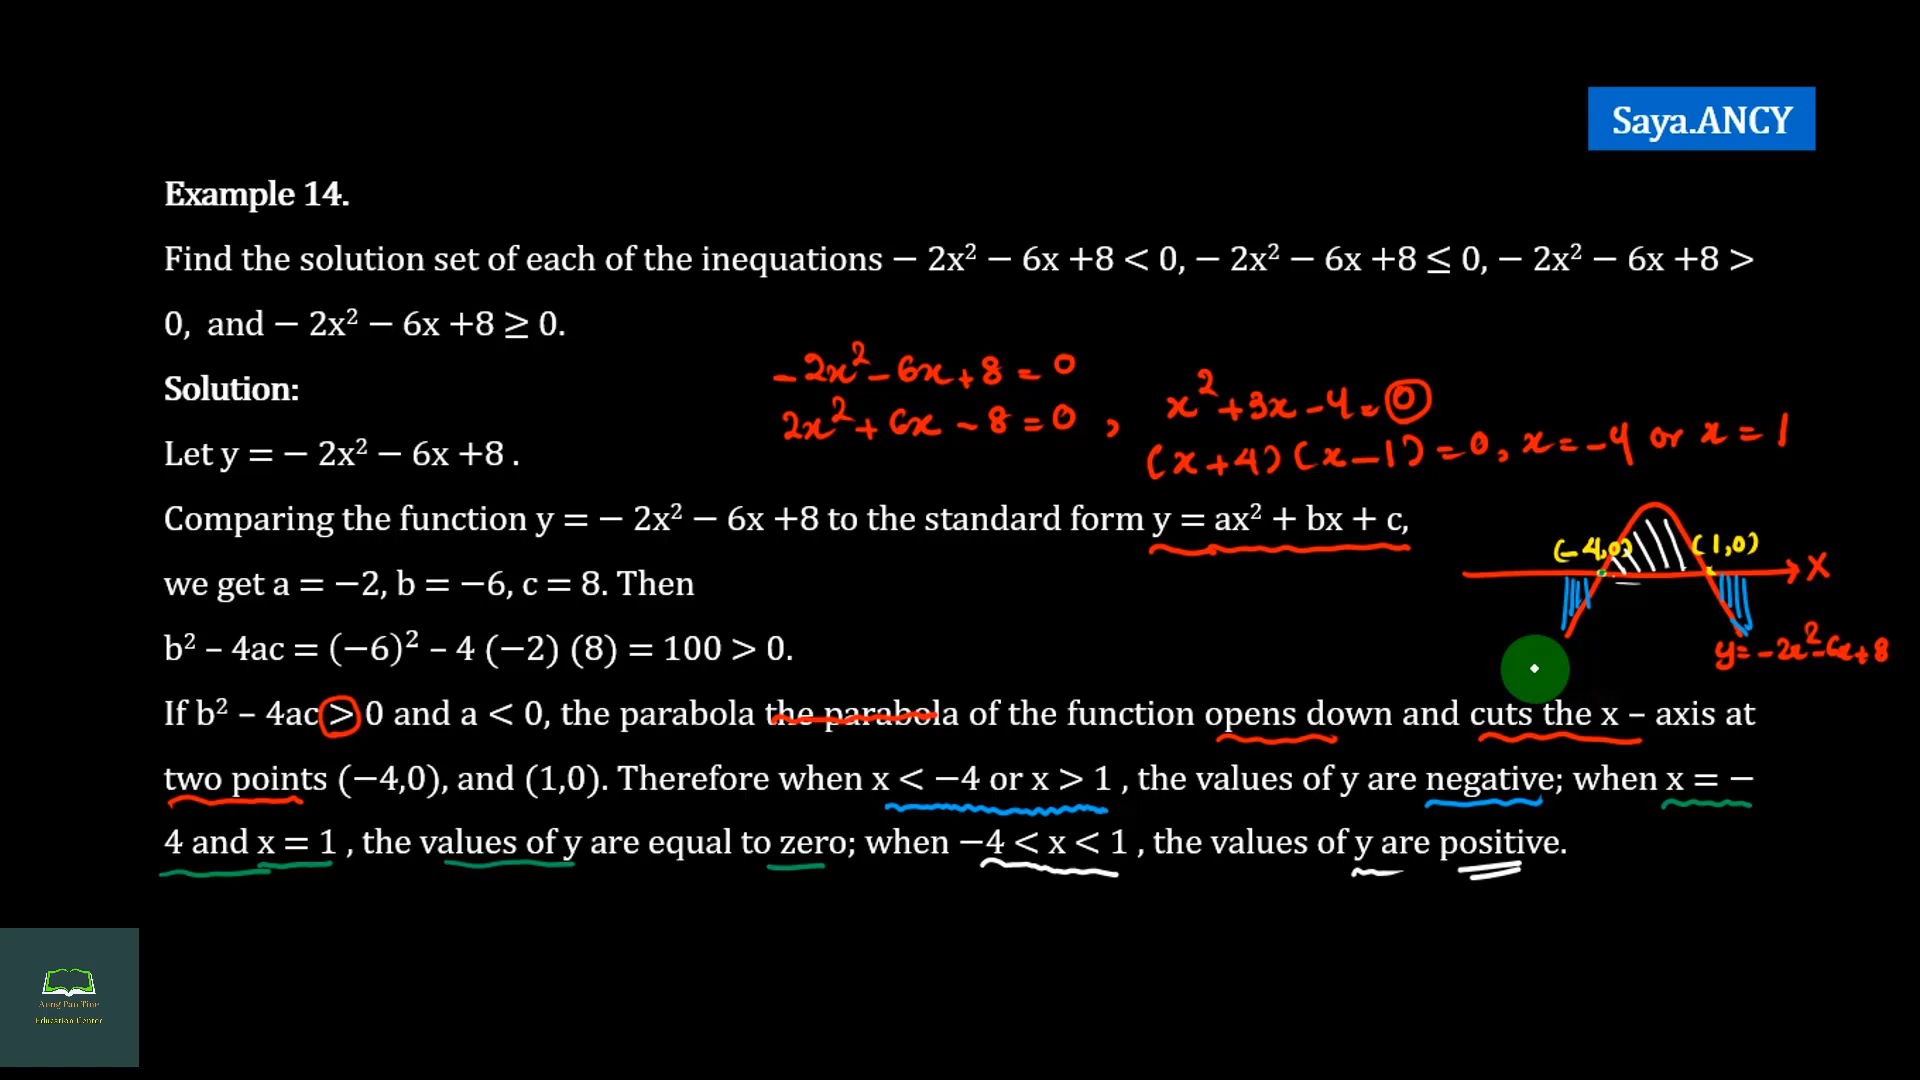 Saya.ANCY
Example 14.
Find the solution set of each of the inequations − 2x² − 6x +8 < 0, − 2x² − 6x +8 ≤ 0, − 2x² − 6x +8 >
0, and − 2x² − 6x +8 ≥ 0.
-2x²-6x+8=0
Solution:
x²+3x-4=0
2x²+6x-8=0,
(x+4)(x-1)=0, x=-4 or x=1
Let y = − 2x² − 6x +8 .
Comparing the function y = − 2x² − 6x +8 to the standard form y = ax² + bx + c,
(-4,0)
(1,0)
X
we get a = −2, b = −6, c = 8. Then
b² – 4ac = (−6)² – 4 (−2) (8) = 100 > 0.
y=-2x²-6x+8
If b² – 4ac > 0 and a < 0, the parabola the parabola of the function opens down and cuts the x – axis at
two points (−4,0), and (1,0). Therefore when x < −4 or x > 1 , the values of y are negative; when x = −
4 and x = 1 , the values of y are equal to zero; when −4 < x < 1 , the values of y are positive.
Aung Pan Tine
Education Center